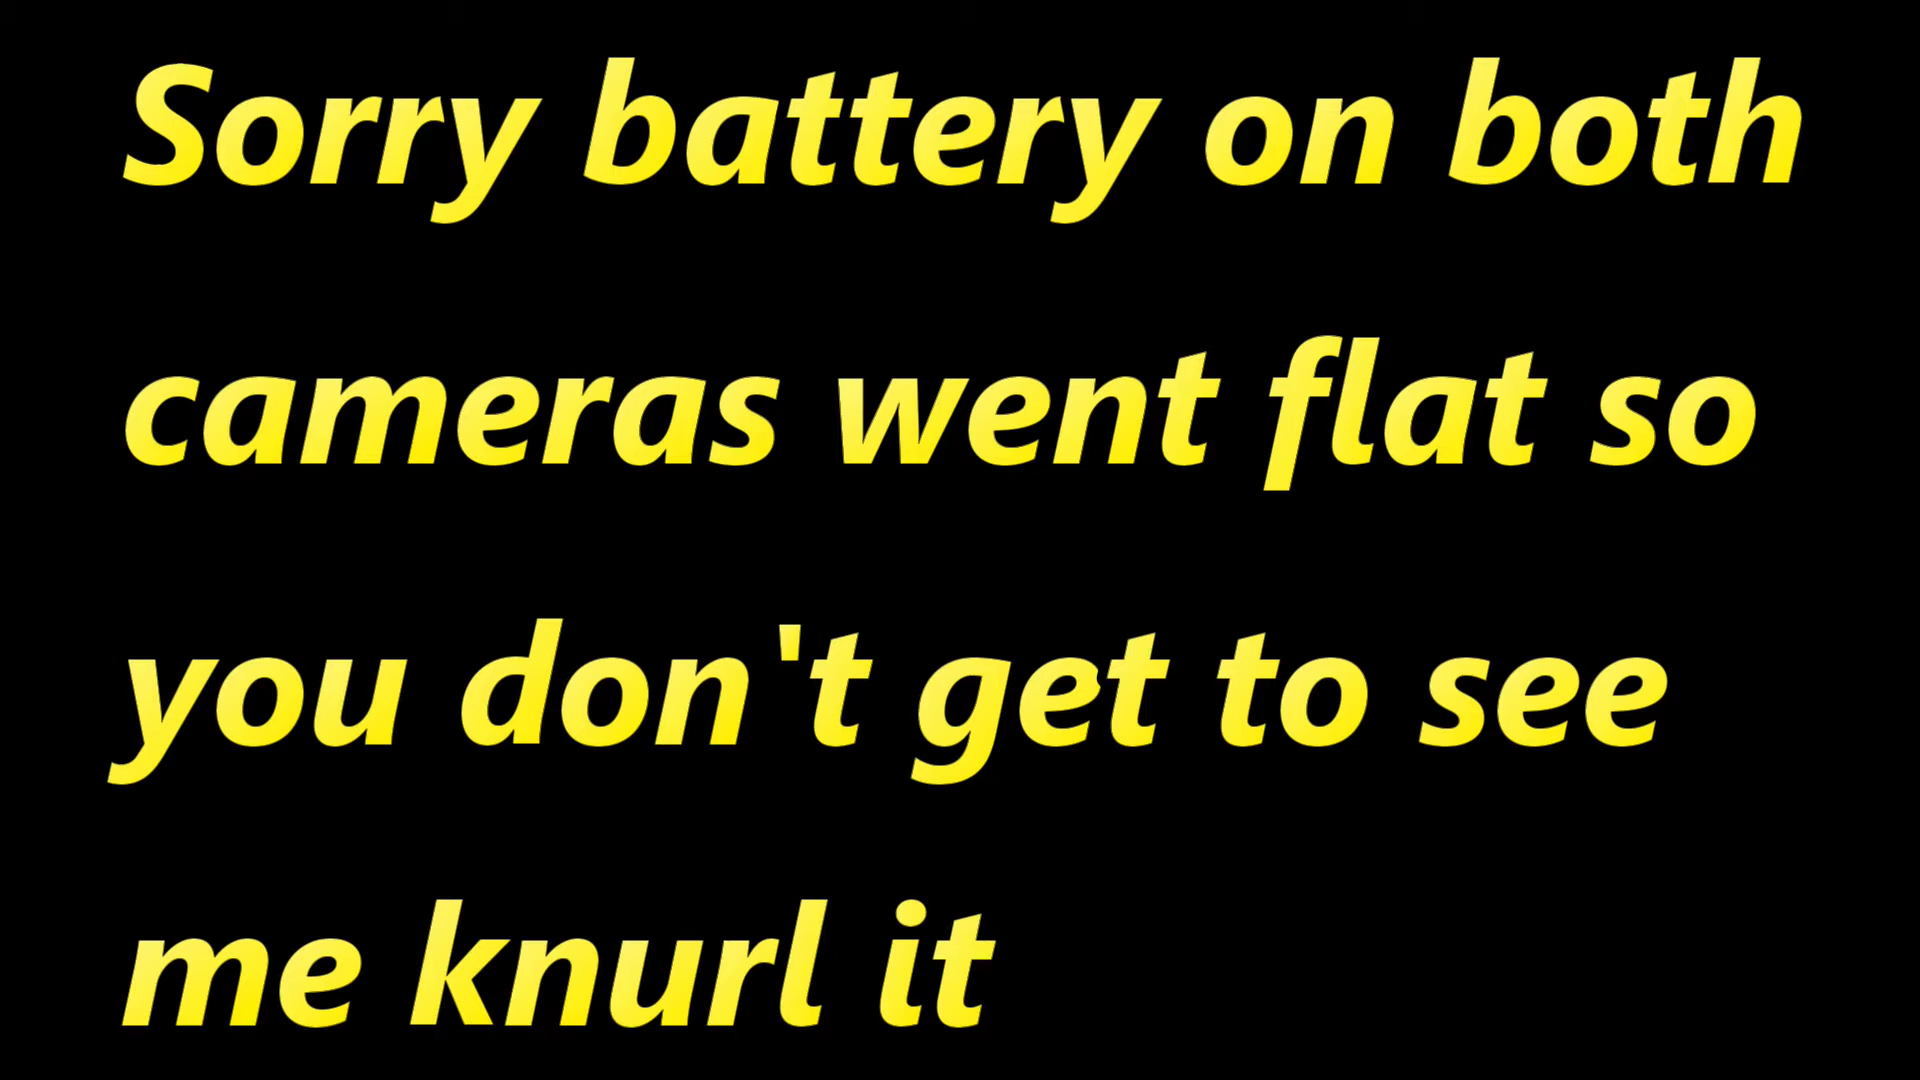 Sorry battery on both
cameras went flat so
you don't get to see
me knurl it